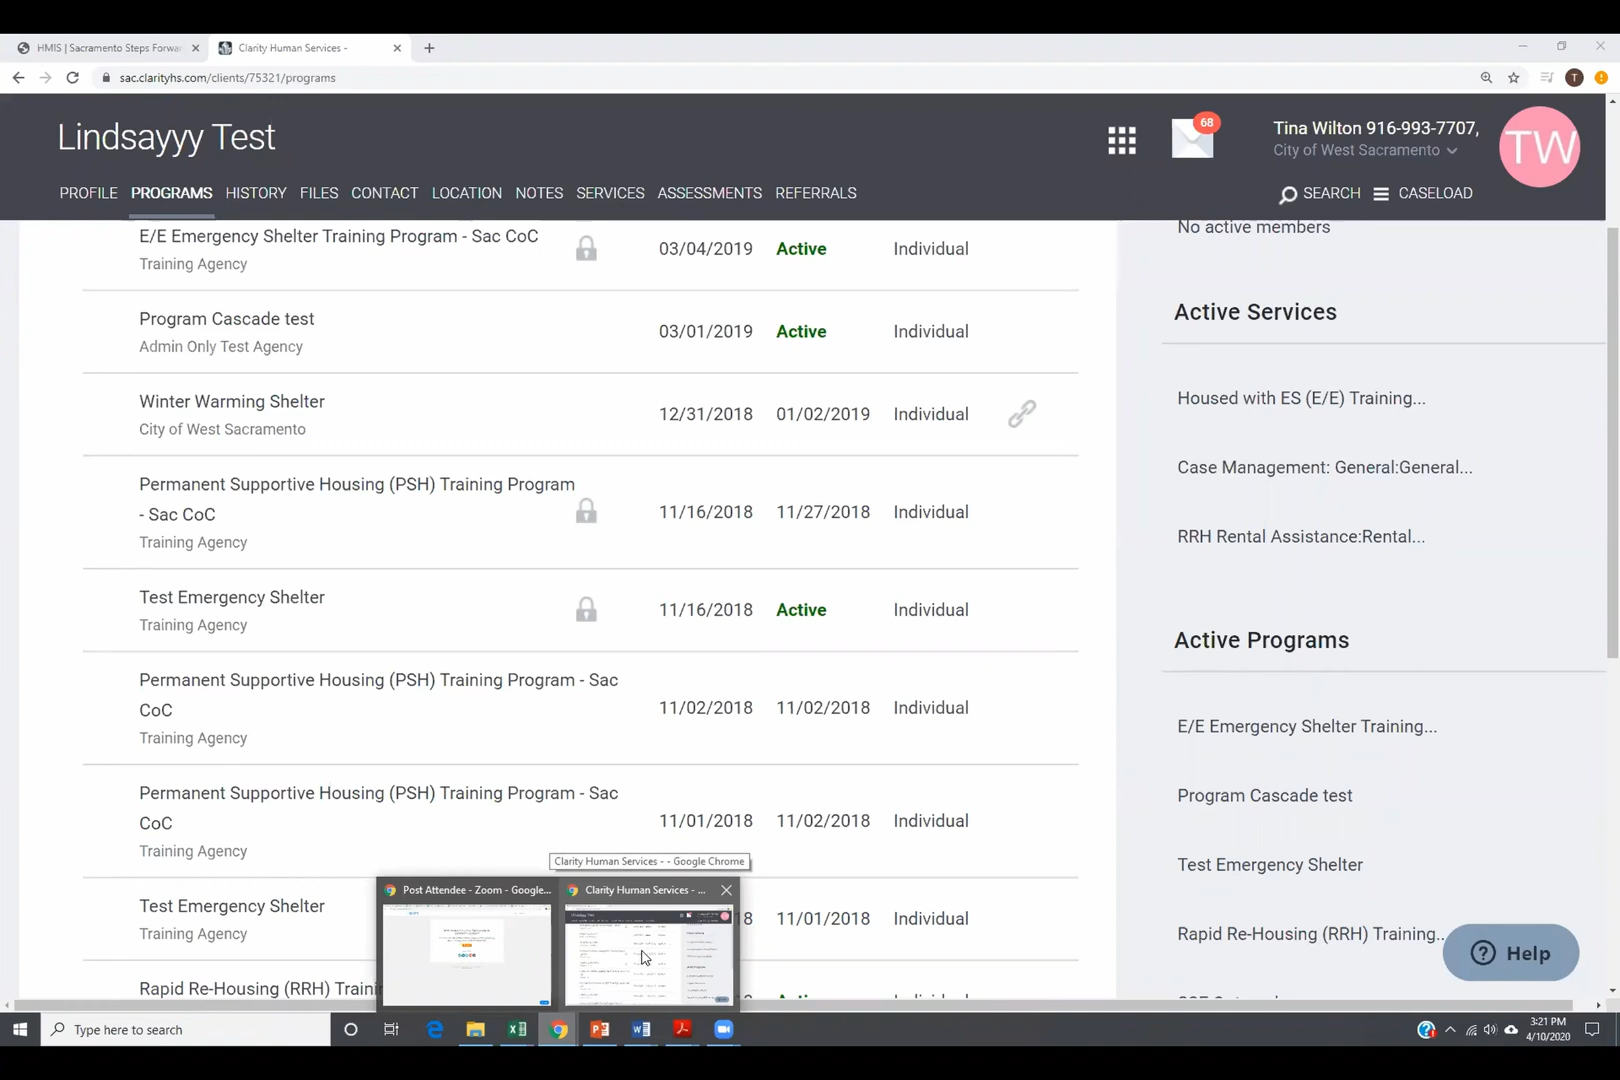 HMIS | Sacramento Steps Forwa
Clarity Human Services -
sac.clarityhs.com/clients/75321/programs
T
Lindsayyy Test
68
Tina Wilton 916-993-7707,
City of West Sacramento
TW
PROFILE PROGRAMS HISTORY FILES CONTACT LOCATION NOTES SERVICES ASSESSMENTS REFERRALS
SEARCH CASELOAD
E/E Emergency Shelter Training Program - Sac CoC
Training Agency
03/04/2019 Active Individual
Program Cascade test
Admin Only Test Agency
03/01/2019 Active Individual
Winter Warming Shelter
City of West Sacramento
12/31/2018 01/02/2019 Individual
Permanent Supportive Housing (PSH) Training Program
- Sac CoC
Training Agency
11/16/2018 11/27/2018 Individual
Test Emergency Shelter
Training Agency
11/16/2018 Active Individual
Permanent Supportive Housing (PSH) Training Program - Sac
CoC
Training Agency
11/02/2018 11/02/2018 Individual
Permanent Supportive Housing (PSH) Training Program - Sac
CoC
Training Agency
11/01/2018 11/02/2018 Individual
Test Emergency Shelter
Training Agency
8 11/01/2018 Individual
Rapid Re-Housing (RRH) Traini
No active members
Active Services
Housed with ES (E/E) Training...
Case Management: General:General...
RRH Rental Assistance:Rental...
Active Programs
E/E Emergency Shelter Training...
Program Cascade test
Test Emergency Shelter
Rapid Re-Housing (RRH) Training...
Help
Clarity Human Services - - Google Chrome
Post Attendee - Zoom - Google...
Clarity Human Services - ...
Type here to search
3:21 PM
4/10/2020